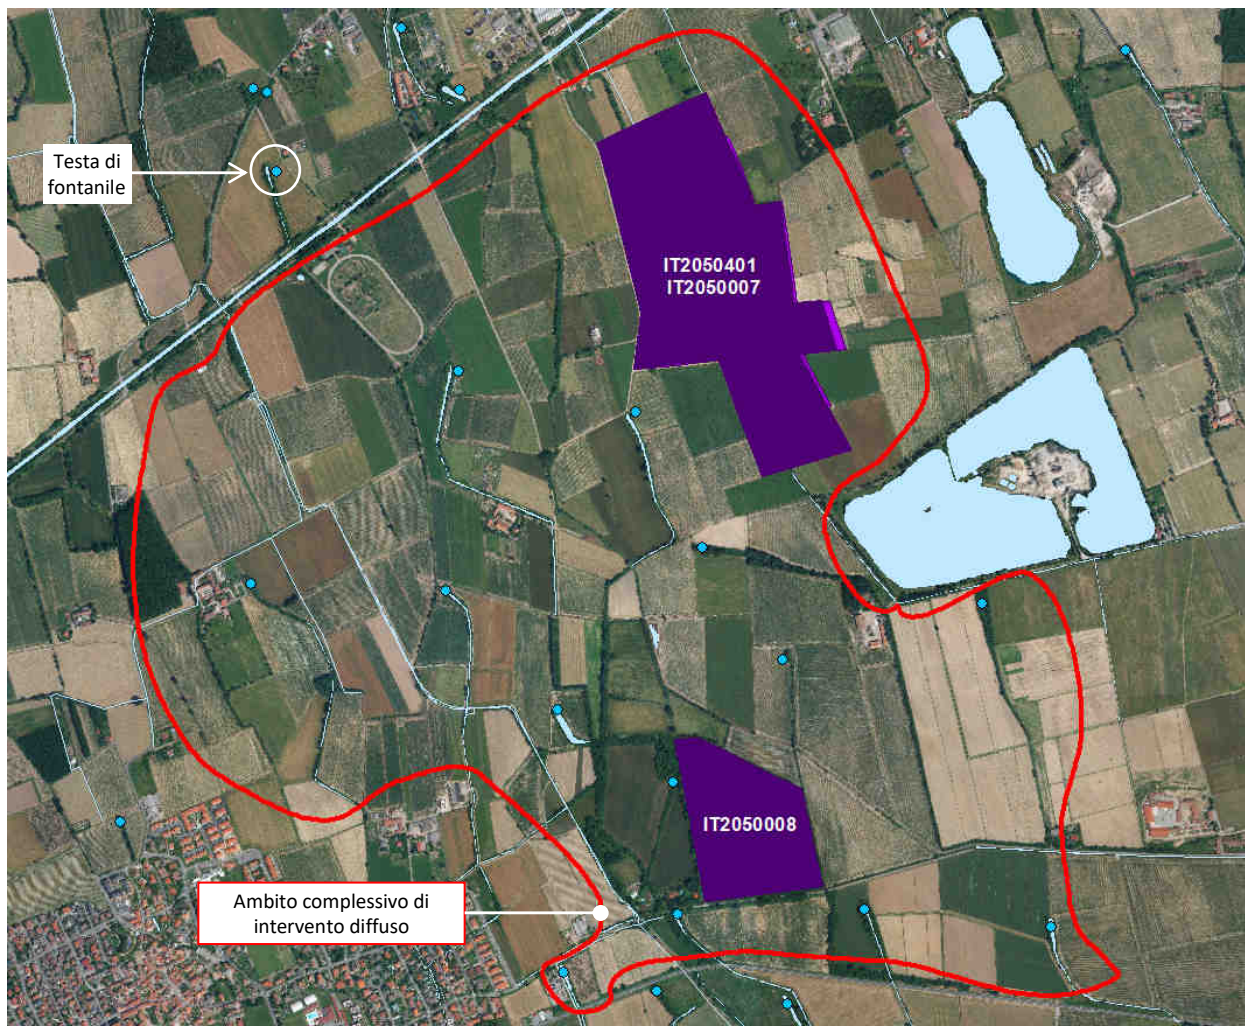 Testa di
fontanile
IT2050401
IT2050007
IT2050008
Ambito complessivo di
intervento diffuso